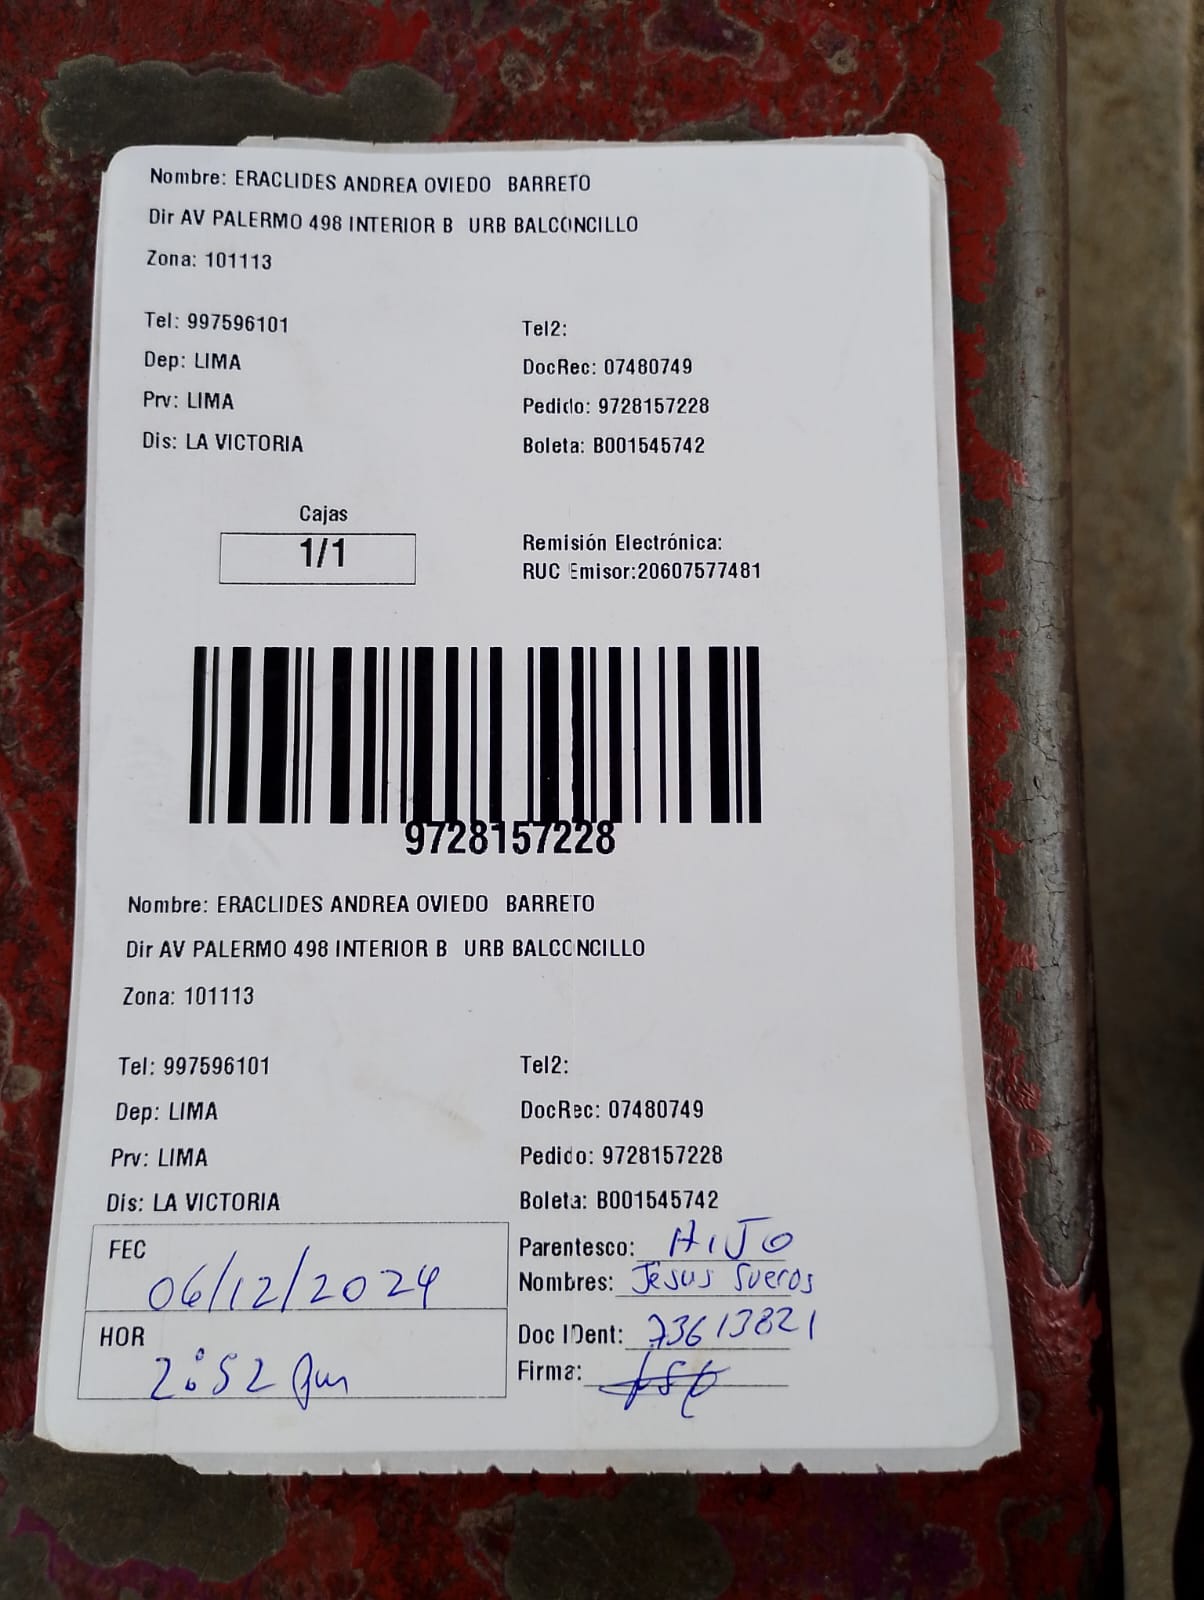 Nombre: ERACLIDES ANDREA OVIEDO BARRETO
Dir AV PALERMO 498 INTERIOR B URB BALCONCILLO
Zona: 101113
Tel: 997596101 Tel2:
Dep: LIMA DocRec: 07480749
Prv: LIMA Pedido: 9728157228
Dis: LA VICTORIA Boleta: B001545742
Cajas
1/1
Remisión Electrónica:
RUC Emisor:20607577481
9728157228
Nombre: ERACLIDES ANDREA OVIEDO BARRETO
Dir AV PALERMO 498 INTERIOR B URB BALCONCILLO
Zona: 101113
Tel: 997596101 Tel2:
Dep: LIMA DocRec: 07480749
Prv: LIMA Pedido: 9728157228
Dis: LA VICTORIA Boleta: B001545742
FEC 06/12/2024
HOR 2:52 pm
Parentesco: HIJO
Nombres: Jesus Sueros
Doc IDent: 73613821
Firma: